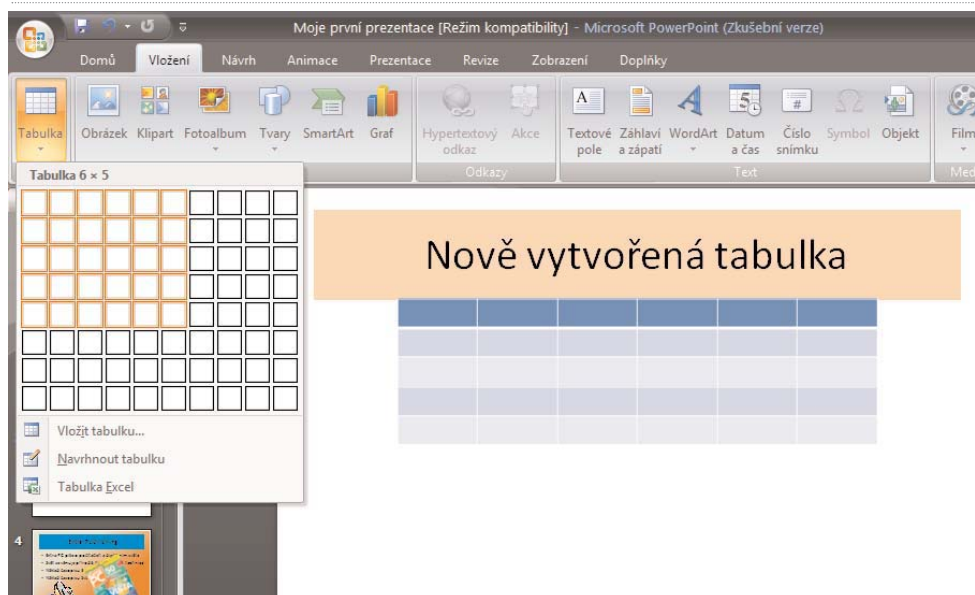 Moje první prezentace [Režim kompatibility] - Microsoft PowerPoint (Zkušební verze)
Domů Vložení Návrh Animace Prezentace Revize Zobrazení Doplňky
Tabulka Obrázek Klipart Fotoalbum Tvary SmartArt Graf Hypertextový odkaz Akce Textové pole Záhlaví a zápatí WordArt Datum a čas Číslo snímku Symbol Objekt Film
Odkazy Text Med
Tabulka 6 × 5
Nově vytvořená tabulka
Vložit tabulku...
Navrhnout tabulku
Tabulka Excel
4